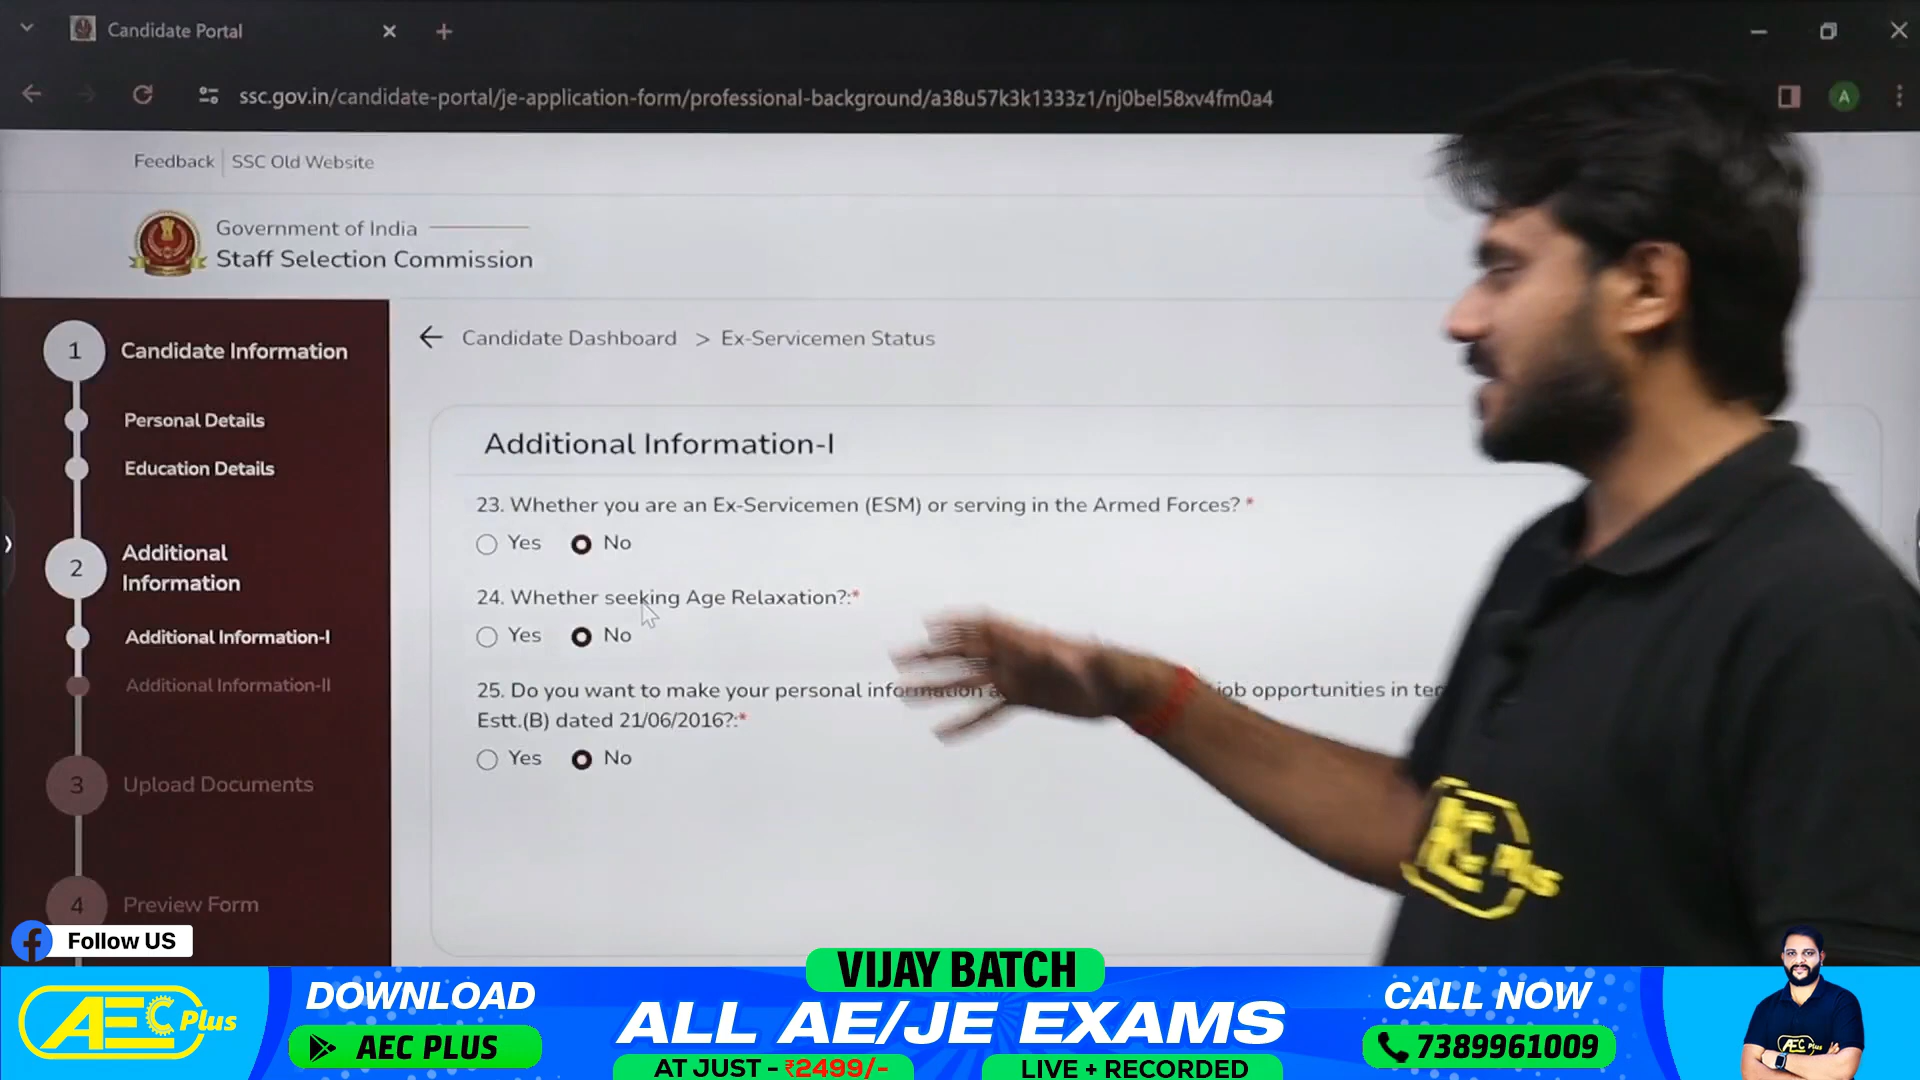 Candidate Portal
ssc.gov.in/candidate-portal/je-application-form/professional-background/a38u57k3k1333z1/nj0bel58xv4fm0a4
A
Feedback
SSC Old Website
Government of India
Staff Selection Commission
1
Candidate Information
Personal Details
Education Details
2
Additional
Information
Additional Information-I
Additional Information-II
3
Upload Documents
4
Preview Form
Candidate Dashboard > Ex-Servicemen Status
Additional Information-I
23. Whether you are an Ex-Servicemen (ESM) or serving in the Armed Forces? *
Yes
No
24. Whether seeking Age Relaxation?:*
Yes
No
25. Do you want to make your personal information job opportunities in
Estt.(B) dated 21/06/2016?:*
Yes
No
AEC Plus
Follow US
AEC Plus
DOWNLOAD
AEC PLUS
VIJAY BATCH
ALL AE/JE EXAMS
AT JUST - ₹2499/-
LIVE + RECORDED
CALL NOW
7389961009
AEC Plus